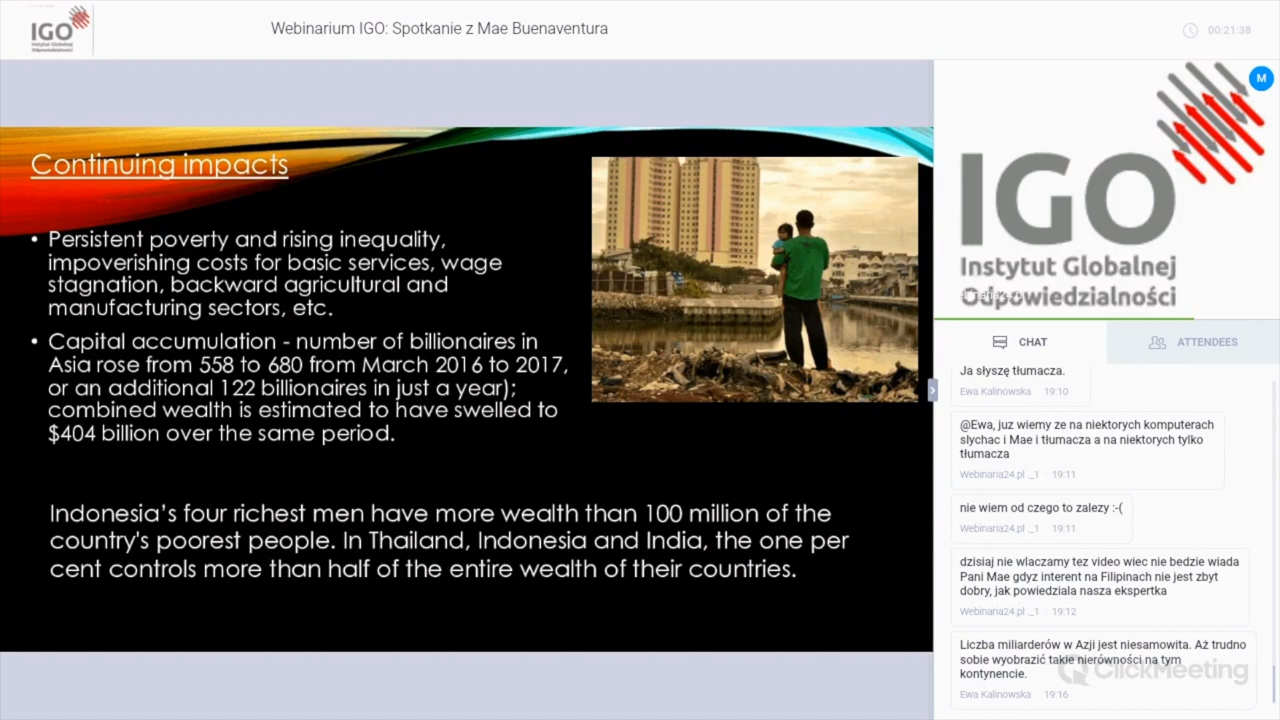 IGO
Instytut Globalnej
Odpowiedzialności
Webinarium IGO: Spotkanie z Mae Buenaventura
00:21:38
Continuing impacts
• Persistent poverty and rising inequality,
impoverishing costs for basic services, wage
stagnation, backward agricultural and
manufacturing sectors, etc.
• Capital accumulation - number of billionaires in
Asia rose from 558 to 680 from March 2016 to 2017,
or an additional 122 billionaires in just a year);
combined wealth is estimated to have swelled to
$404 billion over the same period.
Indonesia's four richest men have more wealth than 100 million of the
country's poorest people. In Thailand, Indonesia and India, the one per
cent controls more than half of the entire wealth of their countries.
M
IGO
Instytut Globalnej
Odpowiedzialności
CHAT
ATTENDEES
Ja słyszę tłumacza.
Ewa Kalinowska 19:10
@Ewa, juz wiemy ze na niektorych komputerach
slychac i Mae i tłumacza a na niektorych tylko
tłumacza
Webinaria24.pl ._1 19:11
nie wiem od czego to zalezy :-(
Webinaria24.pl ._1 19:11
dzisiaj nie wlaczamy tez video wiec nie bedzie wiada
Pani Mae gdyz interent na Filipinach nie jest zbyt
dobry, jak powiedziala nasza ekspertka
Webinaria24.pl ._1 19:12
Liczba miliarderów w Azji jest niesamowita. Aż trudno
sobie wyobrazić takie nierówności na tym
kontynencie.
Ewa Kalinowska 19:16
ClickMeeting